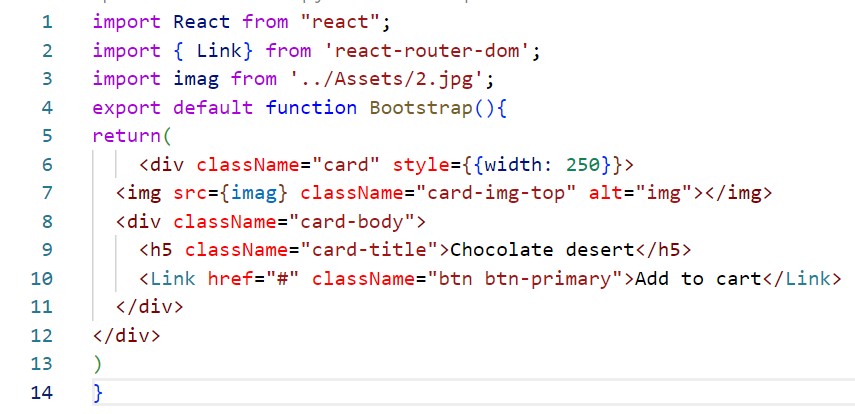 1 import React from "react";
2 import { Link} from 'react-router-dom';
3 import imag from '../Assets/2.jpg';
4 export default function Bootstrap(){
5 return(
6 <div className="card" style={{width: 250}}>
7 <img src={imag} className="card-img-top" alt="img"></img>
8 <div className="card-body">
9 <h5 className="card-title">Chocolate desert</h5>
10 <Link href="#" className="btn btn-primary">Add to cart</Link>
11 </div>
12 </div>
13 )
14 }